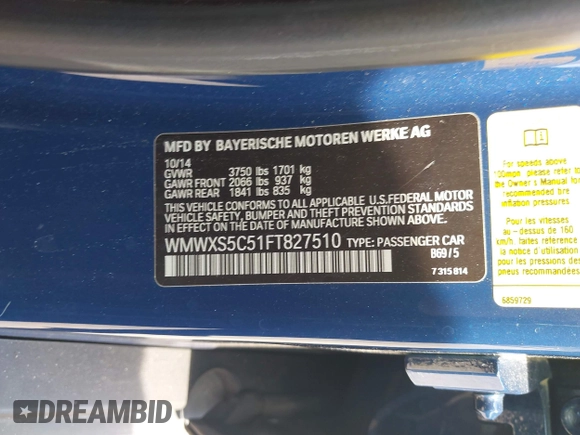 MFD BY BAYERISCHE MOTOREN WERKE AG
10/14
GVWR 3750 lbs 1701 kg
GAWR FRONT 2066 lbs 937 kg
GAWR REAR 1841 lbs 835 kg
THIS VEHICLE CONFORMS TO ALL APPLICABLE U.S. FEDERAL MOTOR
VEHICLE SAFETY, BUMPER AND THEFT PREVENTION STANDARDS
IN EFFECT ON THE DATE OF MANUFACTURE SHOWN ABOVE.
WMWXS5C51FT827510 TYPE: PASSENGER CAR
B69/5
7 315 814
For speeds above
100mph please refer to
the Owner's Manual for
recommended tire
inflation pressures
Pour les vitesses
au-dessus de 160
km/h, faites reference
a la notice d'utilisation
pneus recommandees
6859729
DREAMBID